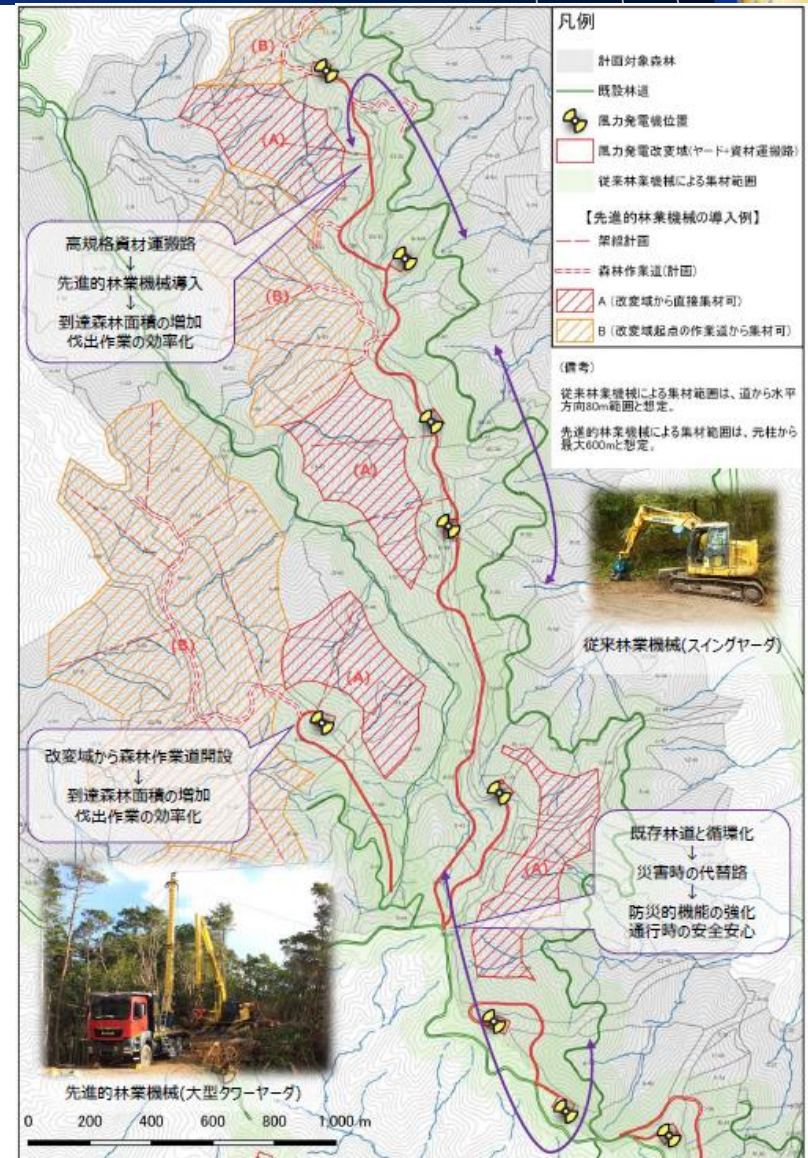 凡例
計画対象森林
既設林道
風力発電機位置
風力発電改変域(ヤード+資材運搬路)
従来林業機械による集材範囲
【先進的林業機械の導入例】
架線計画
森林作業道(計画)
A (改変域から直接集材可)
B (改変域起点の作業道から集材可)
(備考)
従来林業機械による集材範囲は、道から水平
方向80m範囲と想定。
先進的林業機械による集材範囲は、元柱から
最大600mと想定。
(B)
(A)
高規格資材運搬路
↓
先進的林業機械導入
↓
到達森林面積の増加
伐出作業の効率化
(B)
(A)
従来林業機械(スイングヤーダ)
(B)
(A)
改変域から森林作業道開設
↓
到達森林面積の増加
伐出作業の効率化
(A)
既存林道と循環化
↓
災害時の代替路
↓
防災的機能の強化
通行時の安全安心
先進的林業機械(大型タワーヤーダ)
0 200 400 600 800 1,000 m